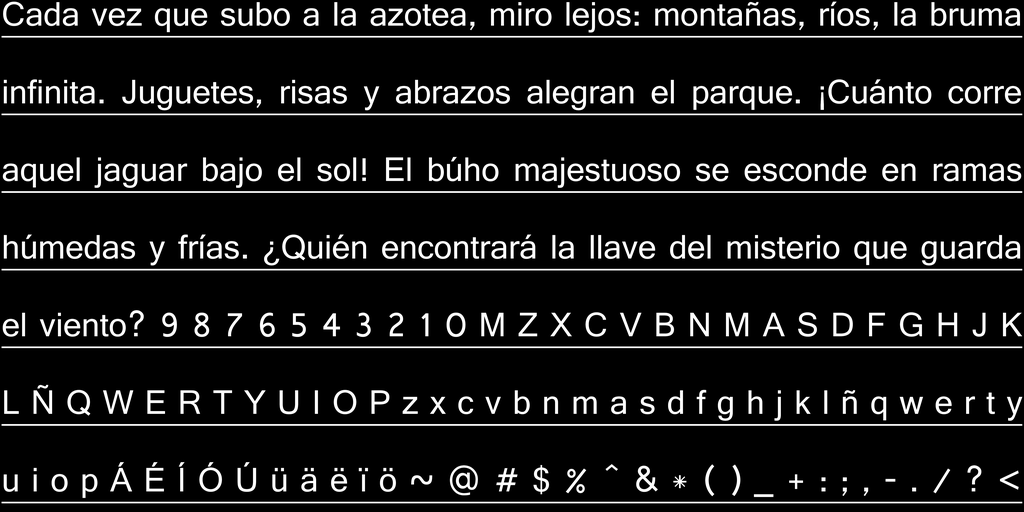 Cada vez que subo a la azotea, miro lejos: montañas, ríos, la bruma
infinita. Juguetes, risas y abrazos alegran el parque. ¡Cuánto corre
aquel jaguar bajo el sol! El búho majestuoso se esconde en ramas
húmedas y frías. ¿Quién encontrará la llave del misterio que guarda
el viento? 9 8 7 6 5 4 3 2 1 0 M Z X C V B N M A S D F G H J K
L Ñ Q W E R T Y U I O P z x c v b n m a s d f g h j k l ñ q w e r t y
u i o p Á É Í Ó Ú ü ä ë ï ö ~ @ # $ % ^ & * ( ) _ + : ; , - . / ? <